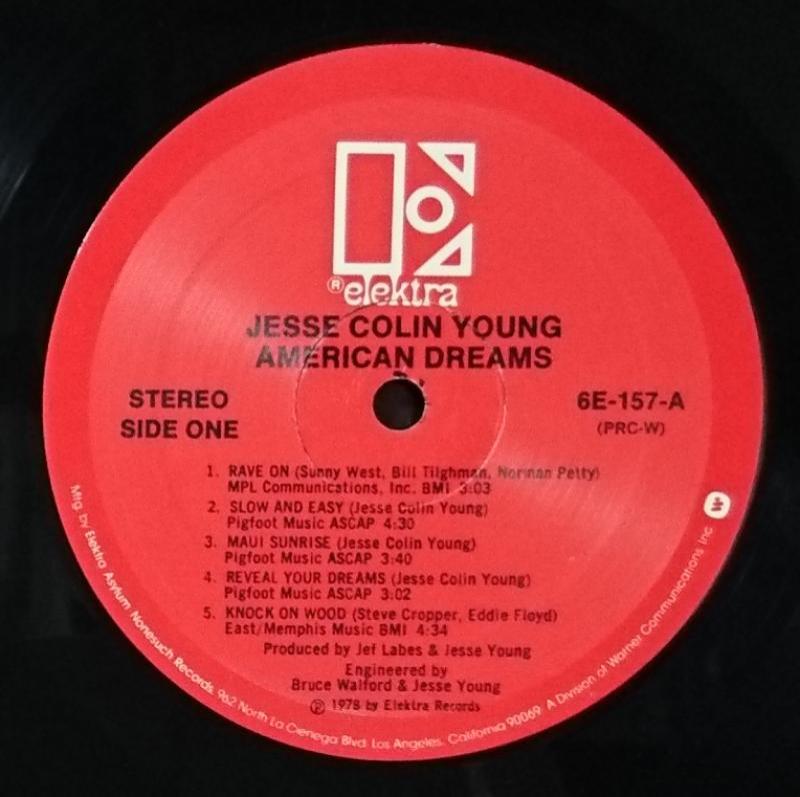 ® elektra
JESSE COLIN YOUNG
AMERICAN DREAMS
STEREO
SIDE ONE
6E-157-A
(PRC-W)
1. RAVE ON (Sunny West, Bill Tilghman, Norman Petty)
MPL Communications, Inc. BMI 3:03
2. SLOW AND EASY (Jesse Colin Young)
Pigfoot Music ASCAP 4:30
3. MAUI SUNRISE (Jesse Colin Young)
Pigfoot Music ASCAP 3:40
4. REVEAL YOUR DREAMS (Jesse Colin Young)
Pigfoot Music ASCAP 3:02
5. KNOCK ON WOOD (Steve Cropper, Eddie Floyd)
East/Memphis Music BMI 4:34
Produced by Jef Labes & Jesse Young
Engineered by
Bruce Walford & Jesse Young
℗ 1978 by Elektra Records
Mfg. by Elektra Asylum Nonesuch Records, 962 North La Cienega Blvd. Los Angeles, California 90069. A Division of Warner Communications Inc.